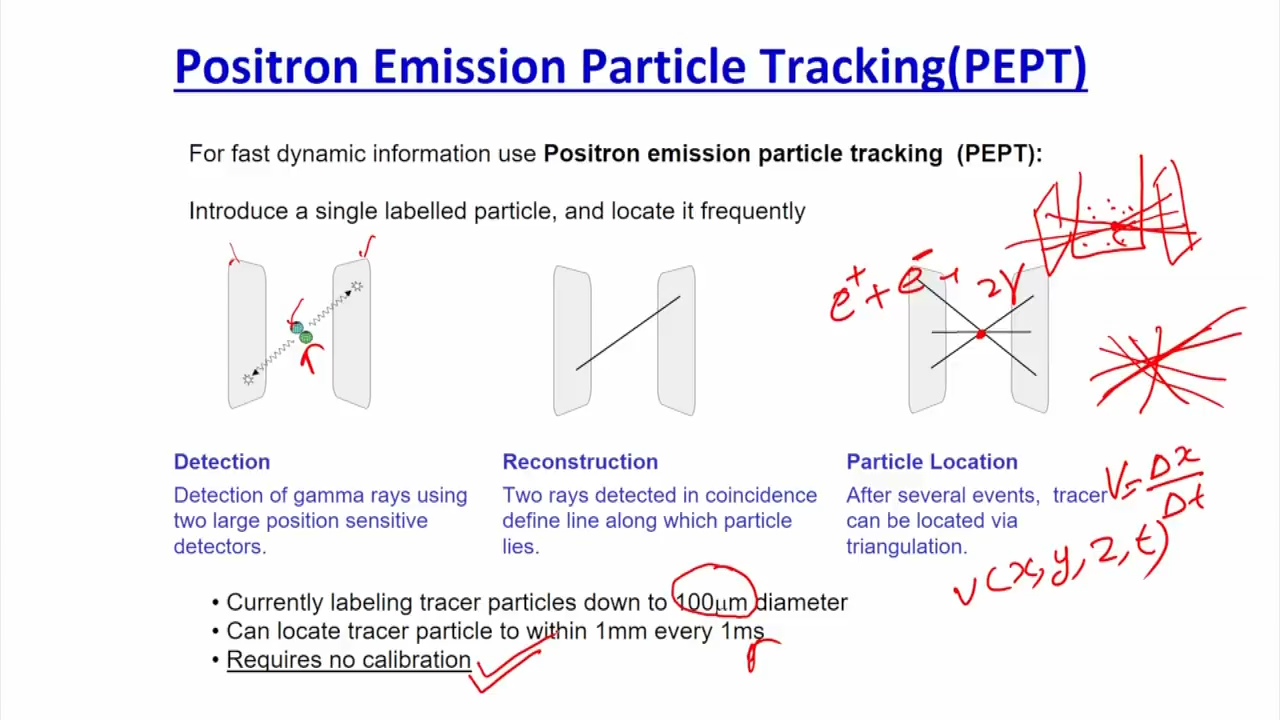 Positron Emission Particle Tracking(PEPT)
For fast dynamic information use Positron emission particle tracking (PEPT):
Introduce a single labelled particle, and locate it frequently
e⁺ + e⁻ → 2γ
Detection
Detection of gamma rays using
two large position sensitive
detectors.
Reconstruction
Two rays detected in coincidence
define line along which particle
lies.
Particle Location
After several events, tracer
can be located via
triangulation.
V = Δx
Δt
v(x, y, z, t)
• Currently labeling tracer particles down to 100μm diameter
• Can locate tracer particle to within 1mm every 1ms
• Requires no calibration